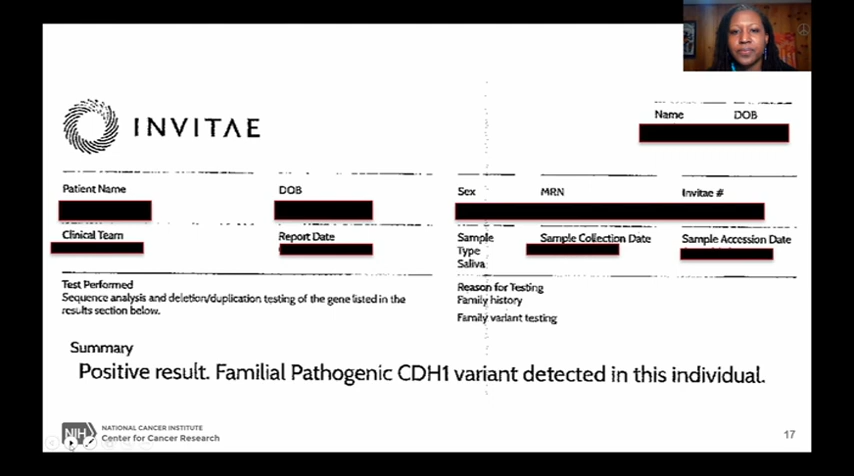 INVITAE
Name DOB
Patient Name DOB Sex MRN Invitae #
Clinical Team Report Date Sample Type Saliva Sample Collection Date Sample Accession Date
Test Performed
Sequence analysis and deletion/duplication testing of the gene listed in the
results section below.
Reason for Testing
Family history
Family variant testing
Summary
Positive result. Familial Pathogenic CDH1 variant detected in this individual.
NIH NATIONAL CANCER INSTITUTE
Center for Cancer Research
17